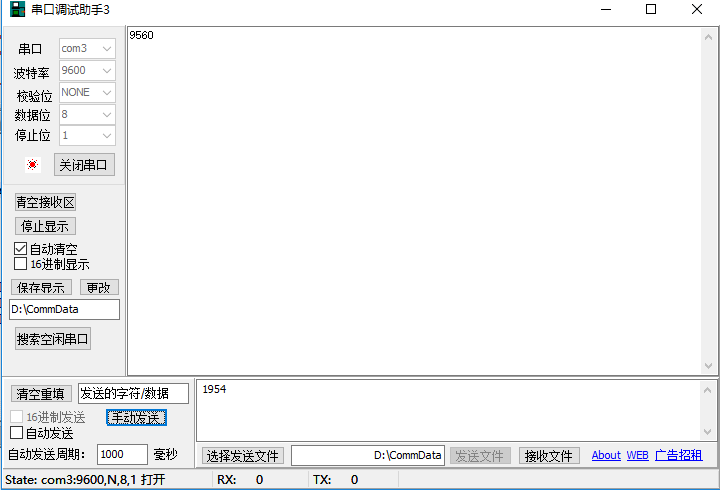 串口调试助手3
串口 com3
波特率 9600
校验位 NONE
数据位 8
停止位 1
关闭串口
清空接收区
停止显示
自动清空
16进制显示
保存显示 更改
D:\CommData
搜索空闲串口
9560
清空重填 发送的字符/数据
16进制发送 手动发送
自动发送
自动发送周期: 1000 毫秒
1954
选择发送文件 D:\CommData 发送文件 接收文件 About WEB 广告招租
State: com3:9600,N,8,1 打开 RX: 0 TX: 0